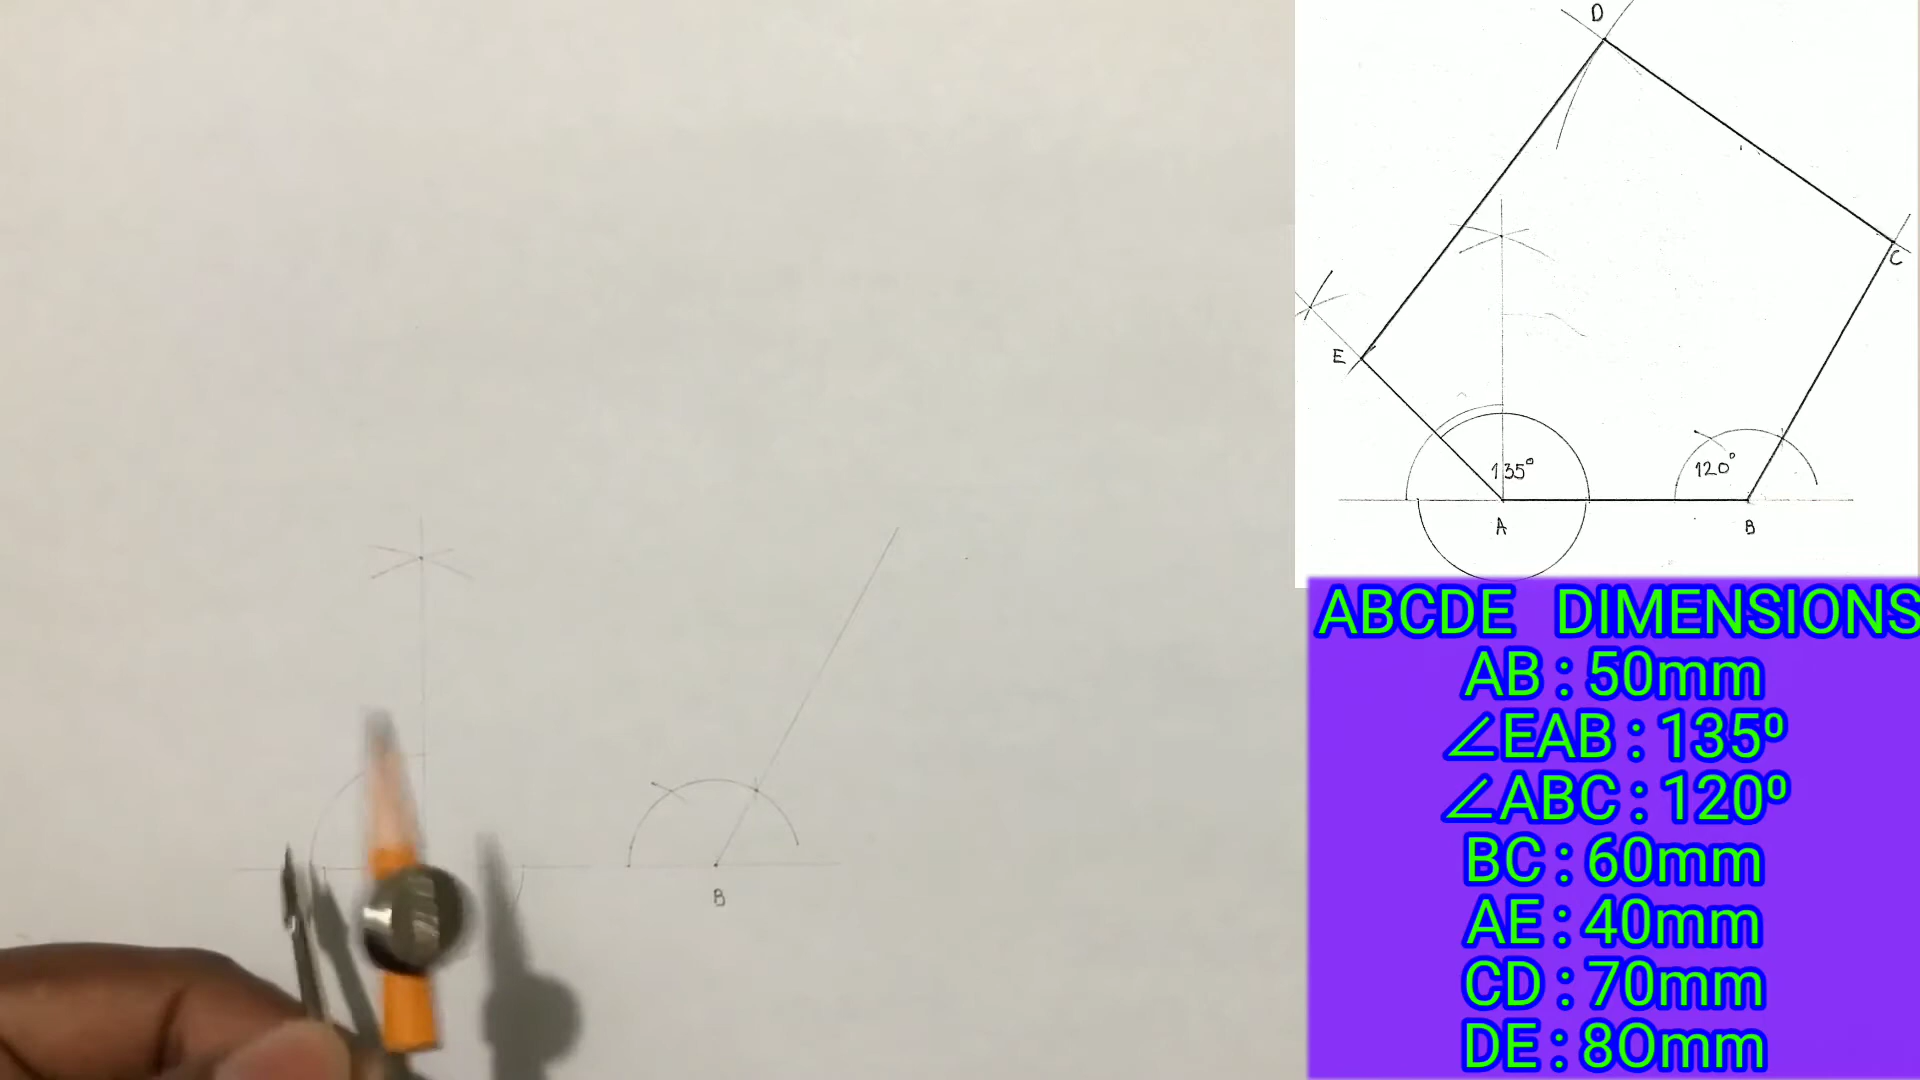 D
C
E
135°
120°
A
B
B
ABCDE DIMENSIONS
AB : 50mm
∠EAB : 135º
∠ABC : 120º
BC : 60mm
AE : 40mm
CD : 70mm
DE : 80mm